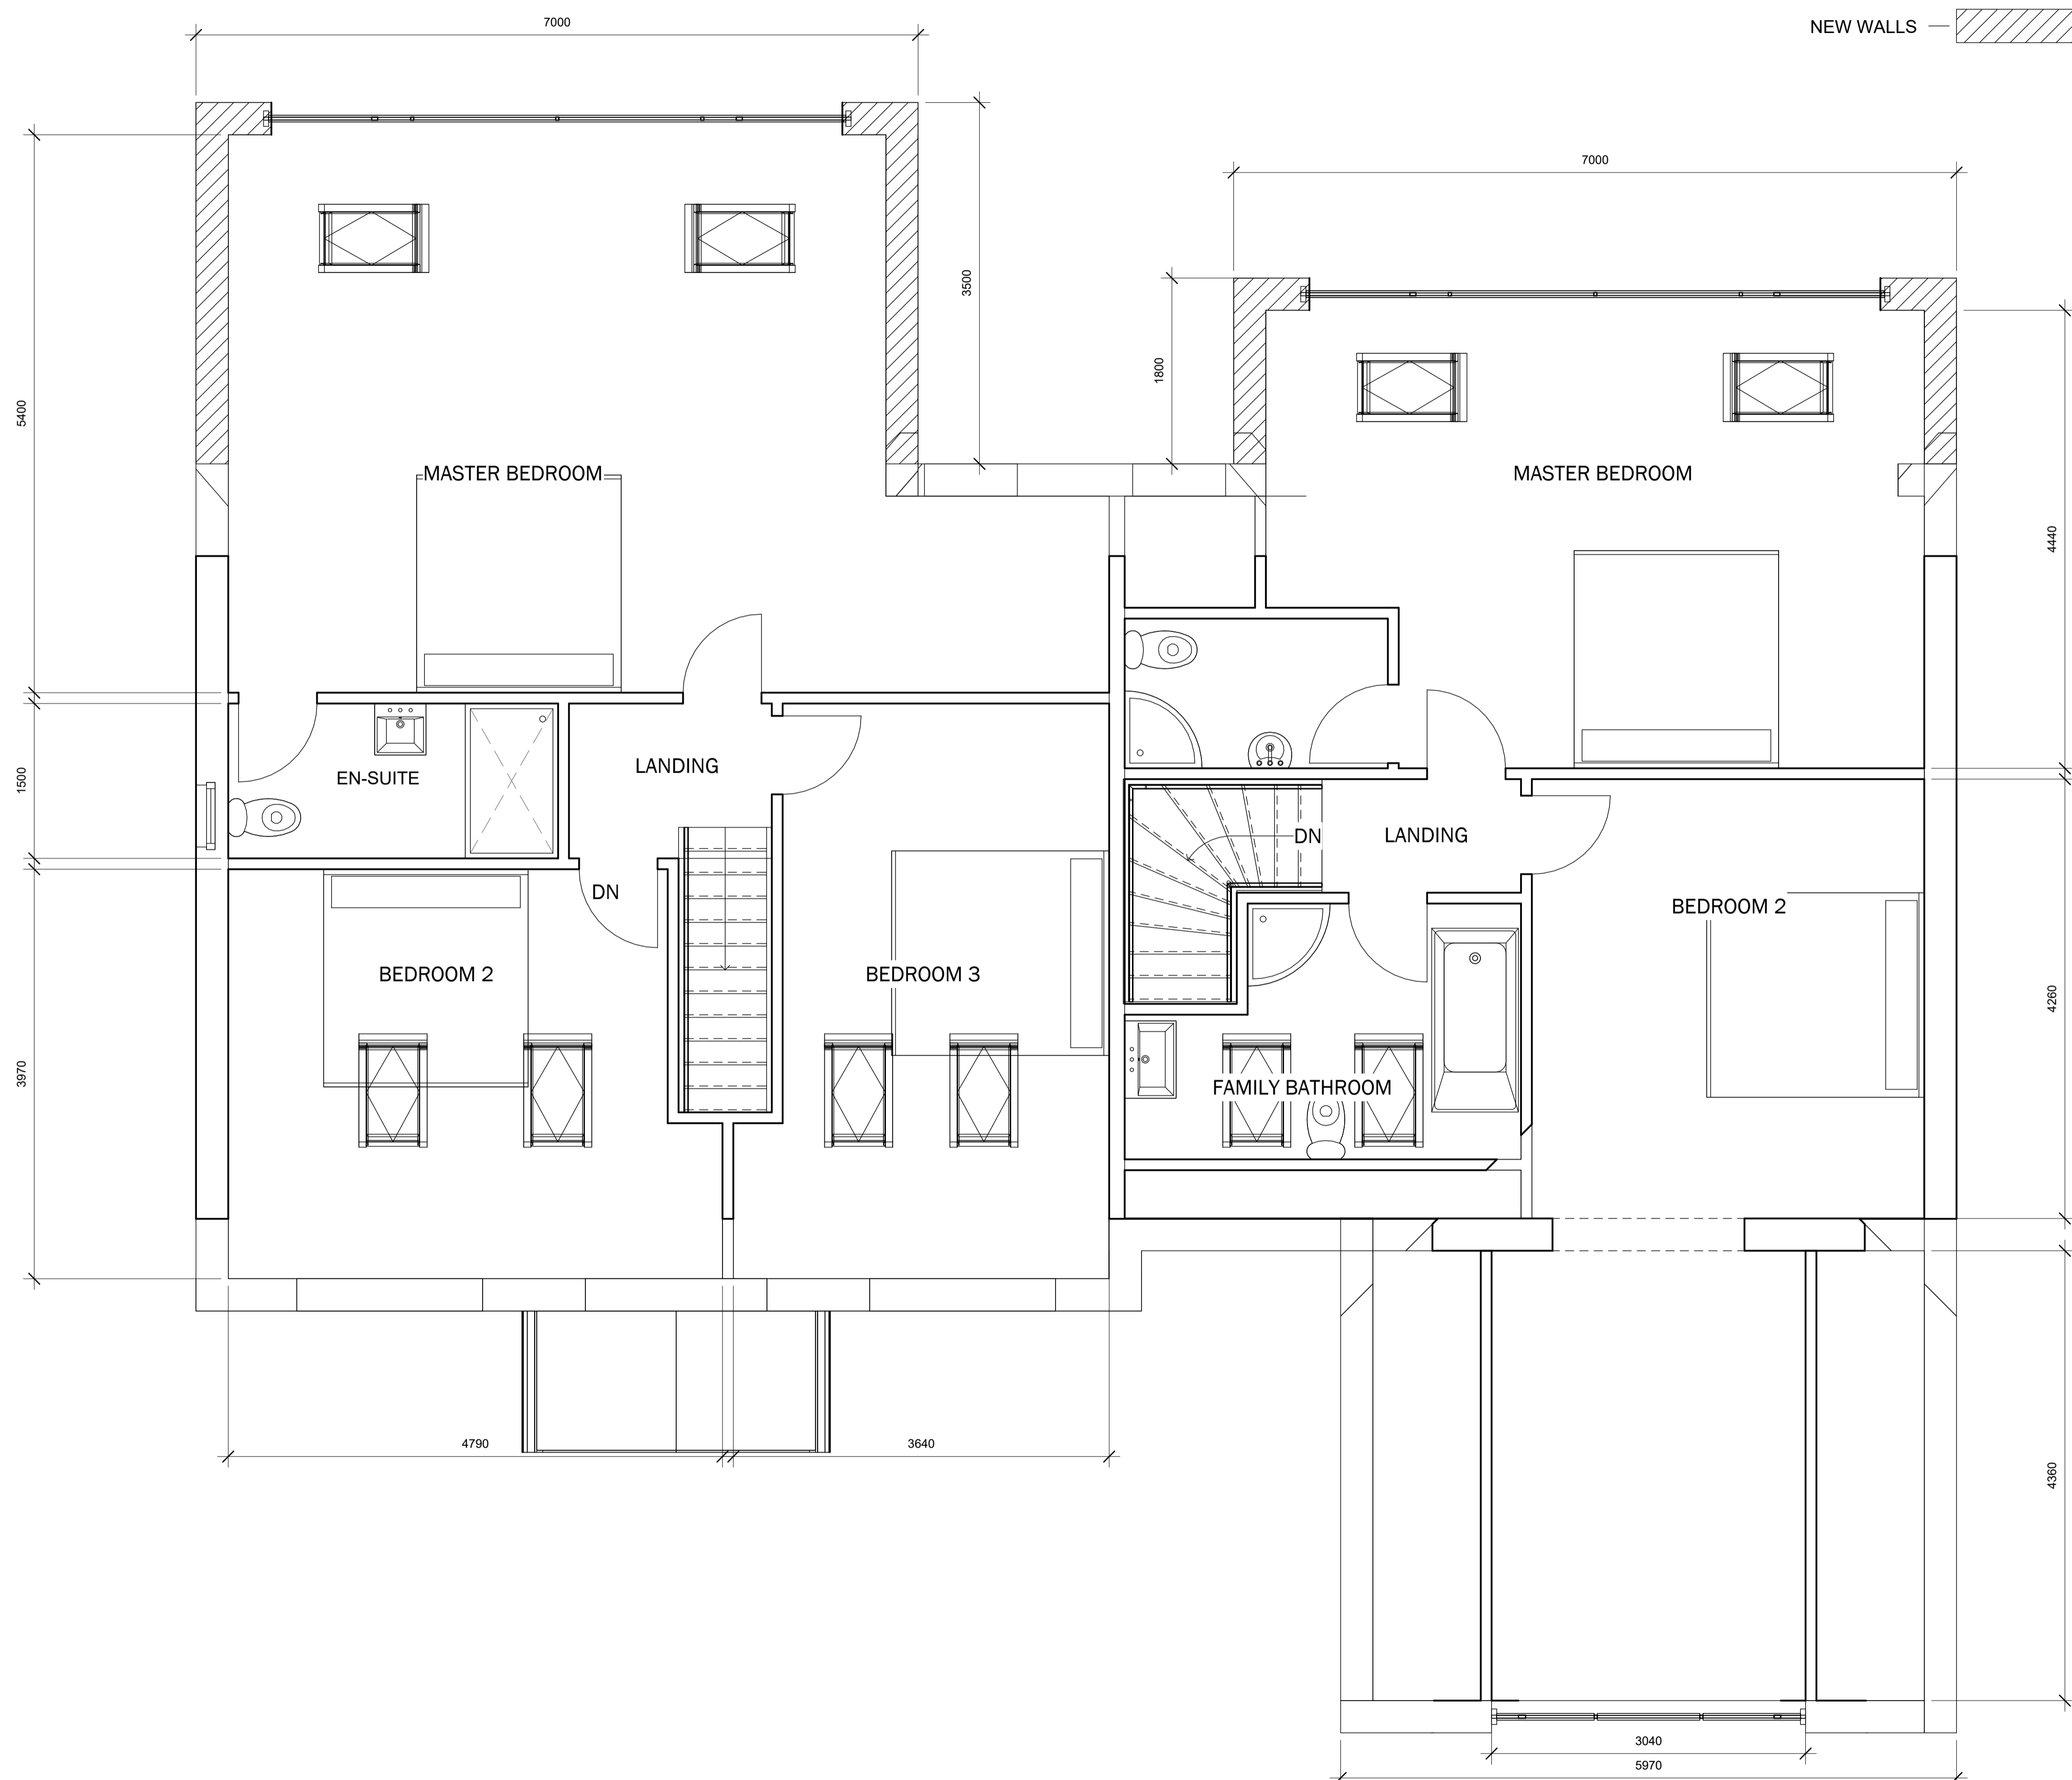 7000
NEW WALLS
7000
3500
1800
5400
MASTER BEDROOM
MASTER BEDROOM
4440
LANDING
EN-SUITE
1500
DN
LANDING
DN
BEDROOM 2
BEDROOM 2
BEDROOM 3
4260
3970
FAMILY BATHROOM
4790
3640
4360
3040
5970